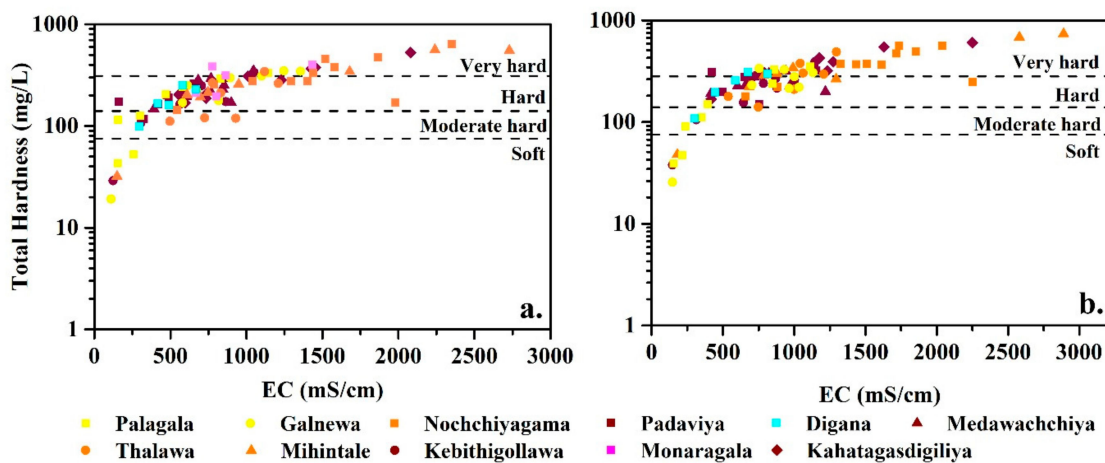 1000
100
10
1
Total Hardness (mg/L)
Very hard
Hard
Moderate hard
Soft
a.
0 500 1000 1500 2000 2500 3000
EC (mS/cm)
1000
100
10
1
Very hard
Hard
Moderate hard
Soft
b.
0 500 1000 1500 2000 2500 3000
EC (mS/cm)
Palagala Galnewa Nochchiyagama Padaviya Digana Medawachchiya
Thalawa Mihintale Kebithigollawa Monaragala Kahatagasdigiliya